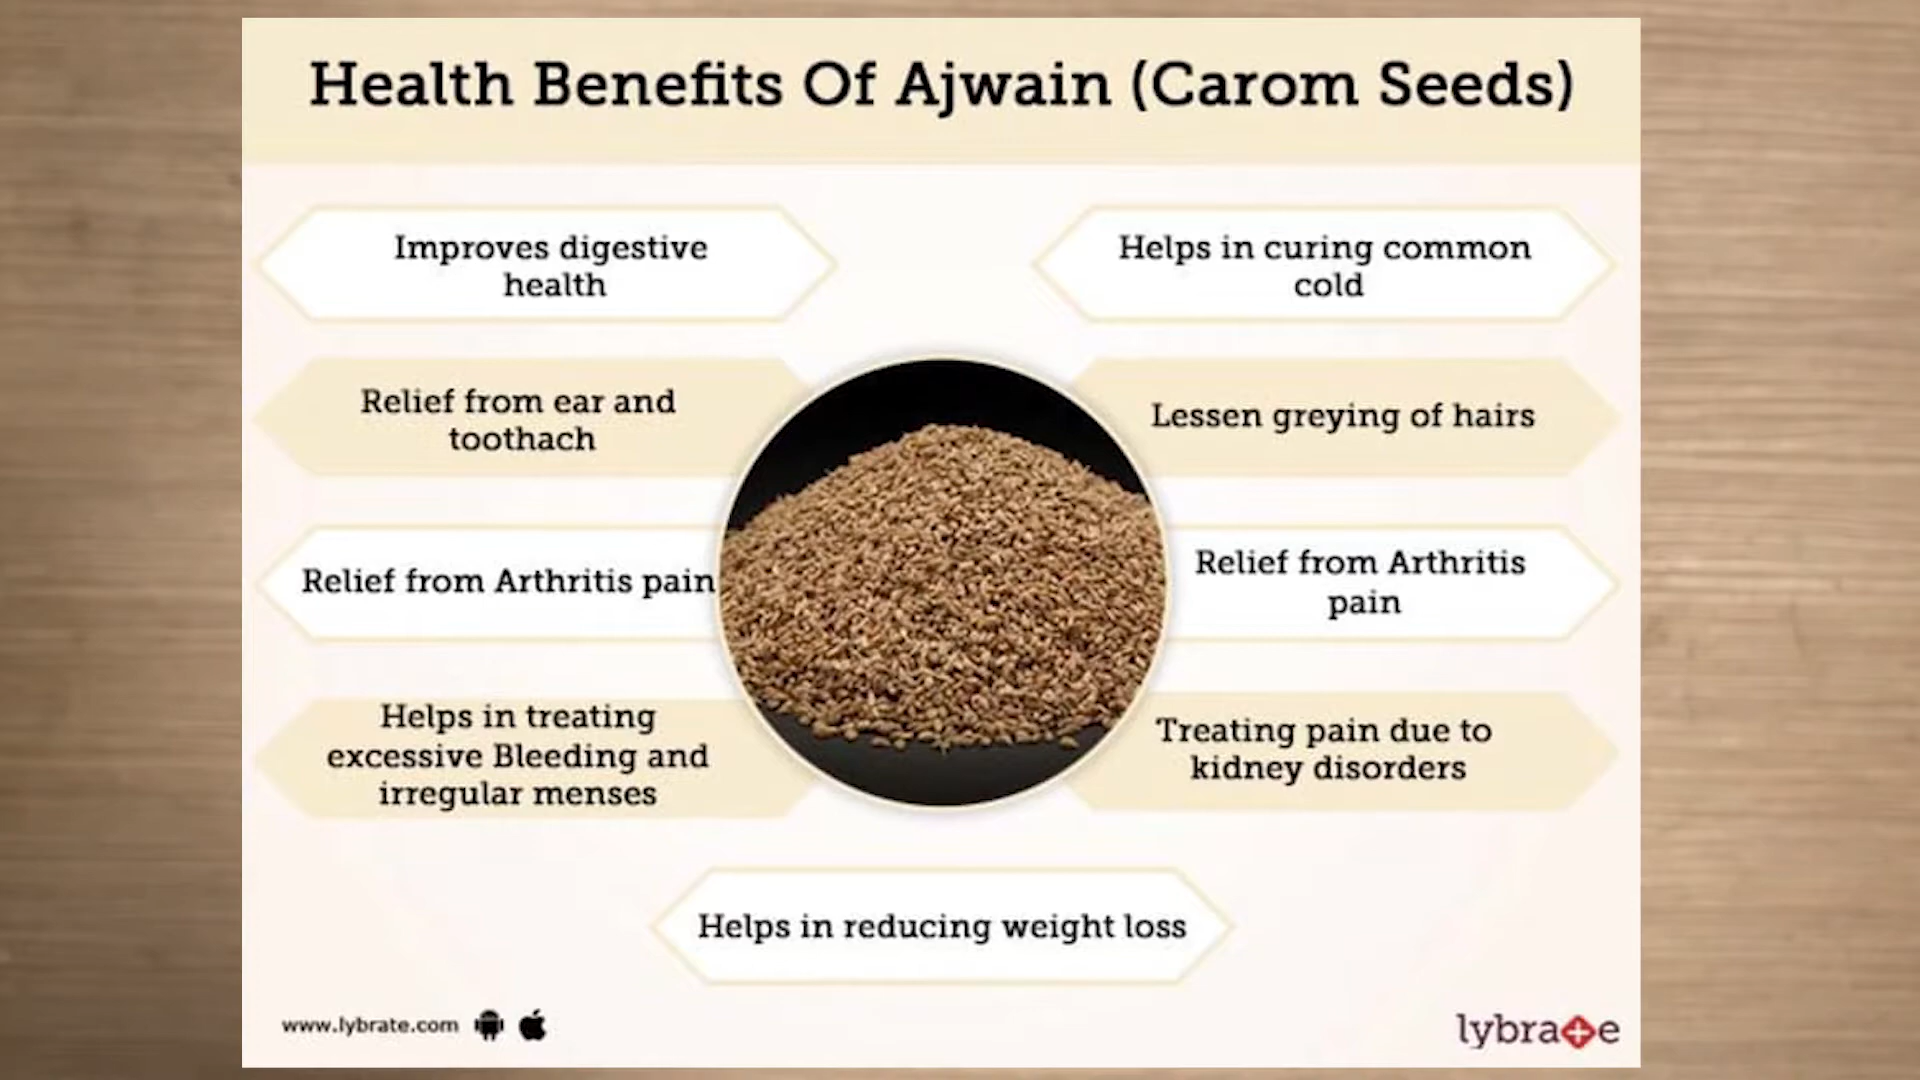 Health Benefits Of Ajwain (Carom Seeds)
Improves digestive
health
Helps in curing common
cold
Relief from ear and
toothach
Lessen greying of hairs
Relief from Arthritis pain
Relief from Arthritis
pain
Helps in treating
excessive Bleeding and
irregular menses
Treating pain due to
kidney disorders
Helps in reducing weight loss
www.lybrate.com
lybrate